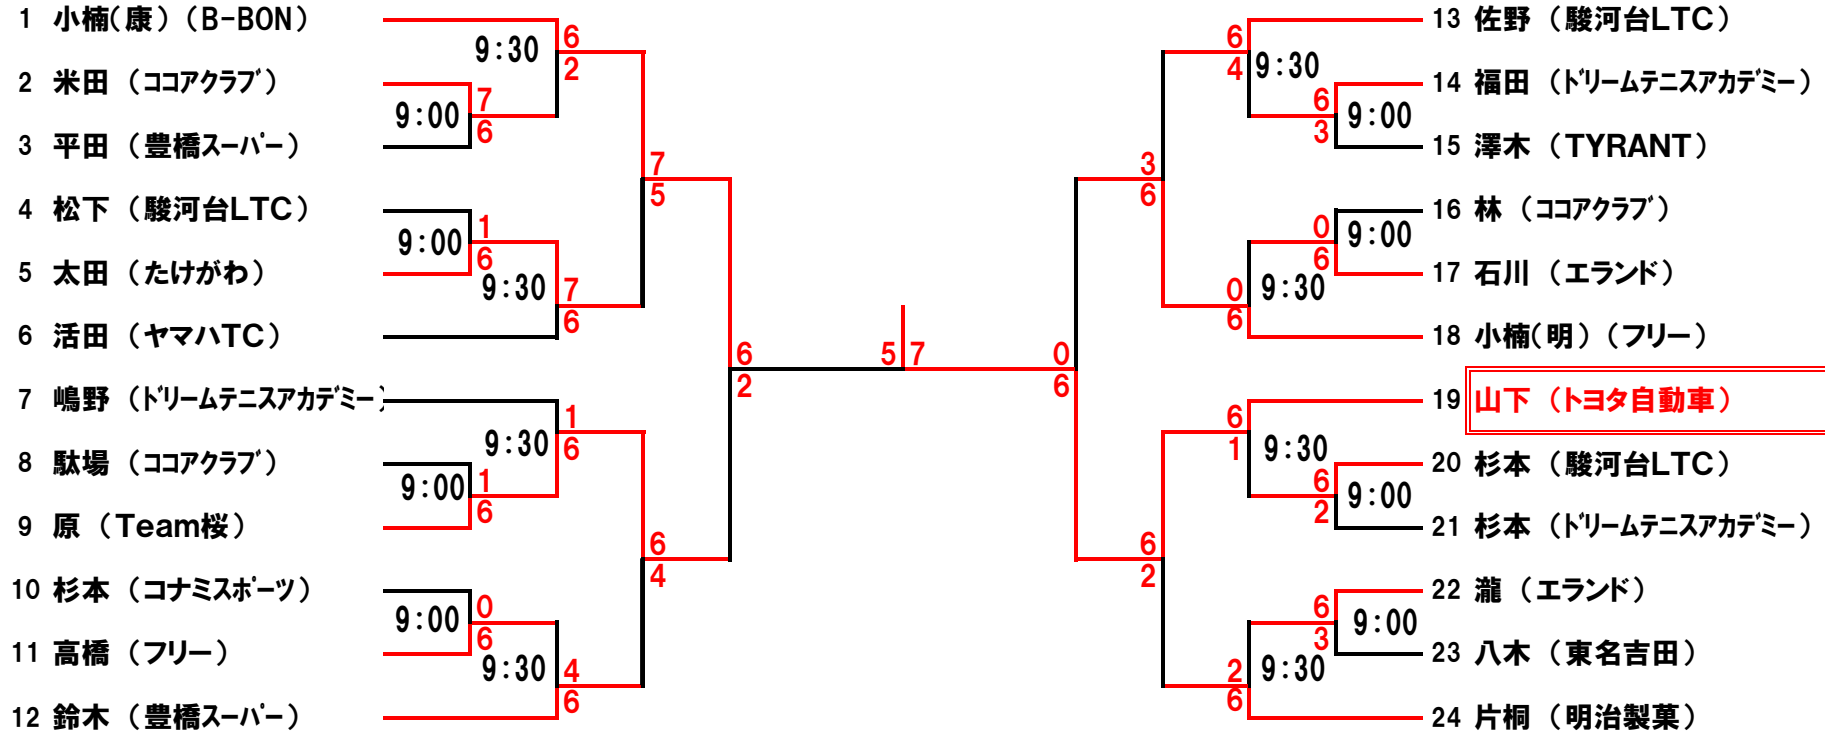 1 小楠(康)(B-BON)
2 米田(ココアクラブ)
3 平田(豊橋スーパー)
4 松下(駿河台LTC)
5 太田(たけがわ)
6 活田(ヤマハTC)
7 嶋野(ドリームテニスアカデミー)
8 駄場(ココアクラブ)
9 原(Team桜)
10 杉本(コナミスポーツ)
11 高橋(フリー)
12 鈴木(豊橋スーパー)
9:30
6
2
9:00
7
6
7
5
9:00
1
6
9:30
7
6
6
2
9:30
1
6
9:00
1
6
6
4
9:00
0
6
9:30
4
6
5 7
13 佐野(駿河台LTC)
14 福田(ドリームテニスアカデミー)
15 澤木(TYRANT)
16 林(ココアクラブ)
17 石川(エランド)
18 小楠(明)(フリー)
19 山下(トヨタ自動車)
20 杉本(駿河台LTC)
21 杉本(ドリームテニスアカデミー)
22 瀧(エランド)
23 八木(東名吉田)
24 片桐(明治製菓)
6
4
9:30
6
3
9:00
3
6
0
6
9:00
0
6
9:30
0
6
6
1
9:30
6
2
9:00
6
2
6
3
9:00
2
6
9:30